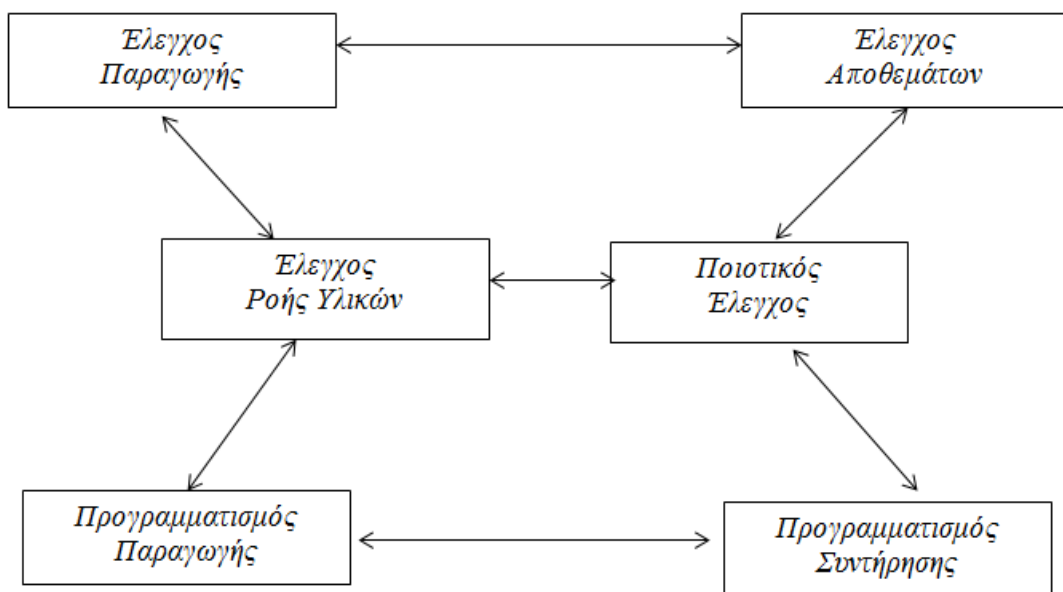 Έλεγχος
Παραγωγής
Έλεγχος
Αποθεμάτων
Έλεγχος
Ροής Υλικών
Ποιοτικός
Έλεγχος
Προγραμματισμός
Παραγωγής
Προγραμματισμός
Συντήρησης